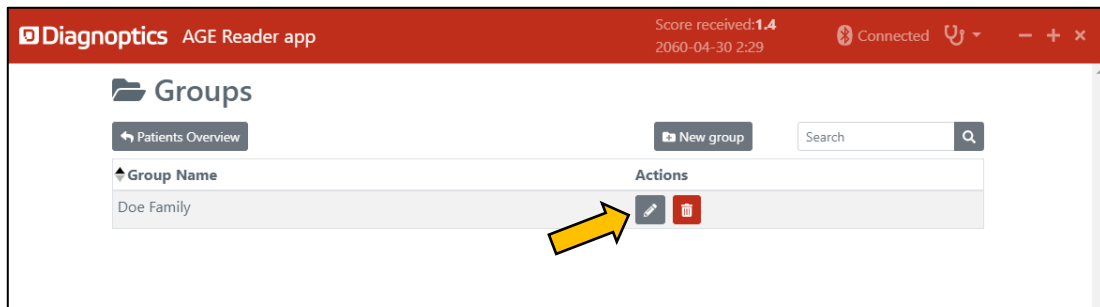 Diagnoptics AGE Reader app
Score received:1.4
2060-04-30 2:29
Connected
Groups
Patients Overview
New group
Search
Group Name Actions
Doe Family